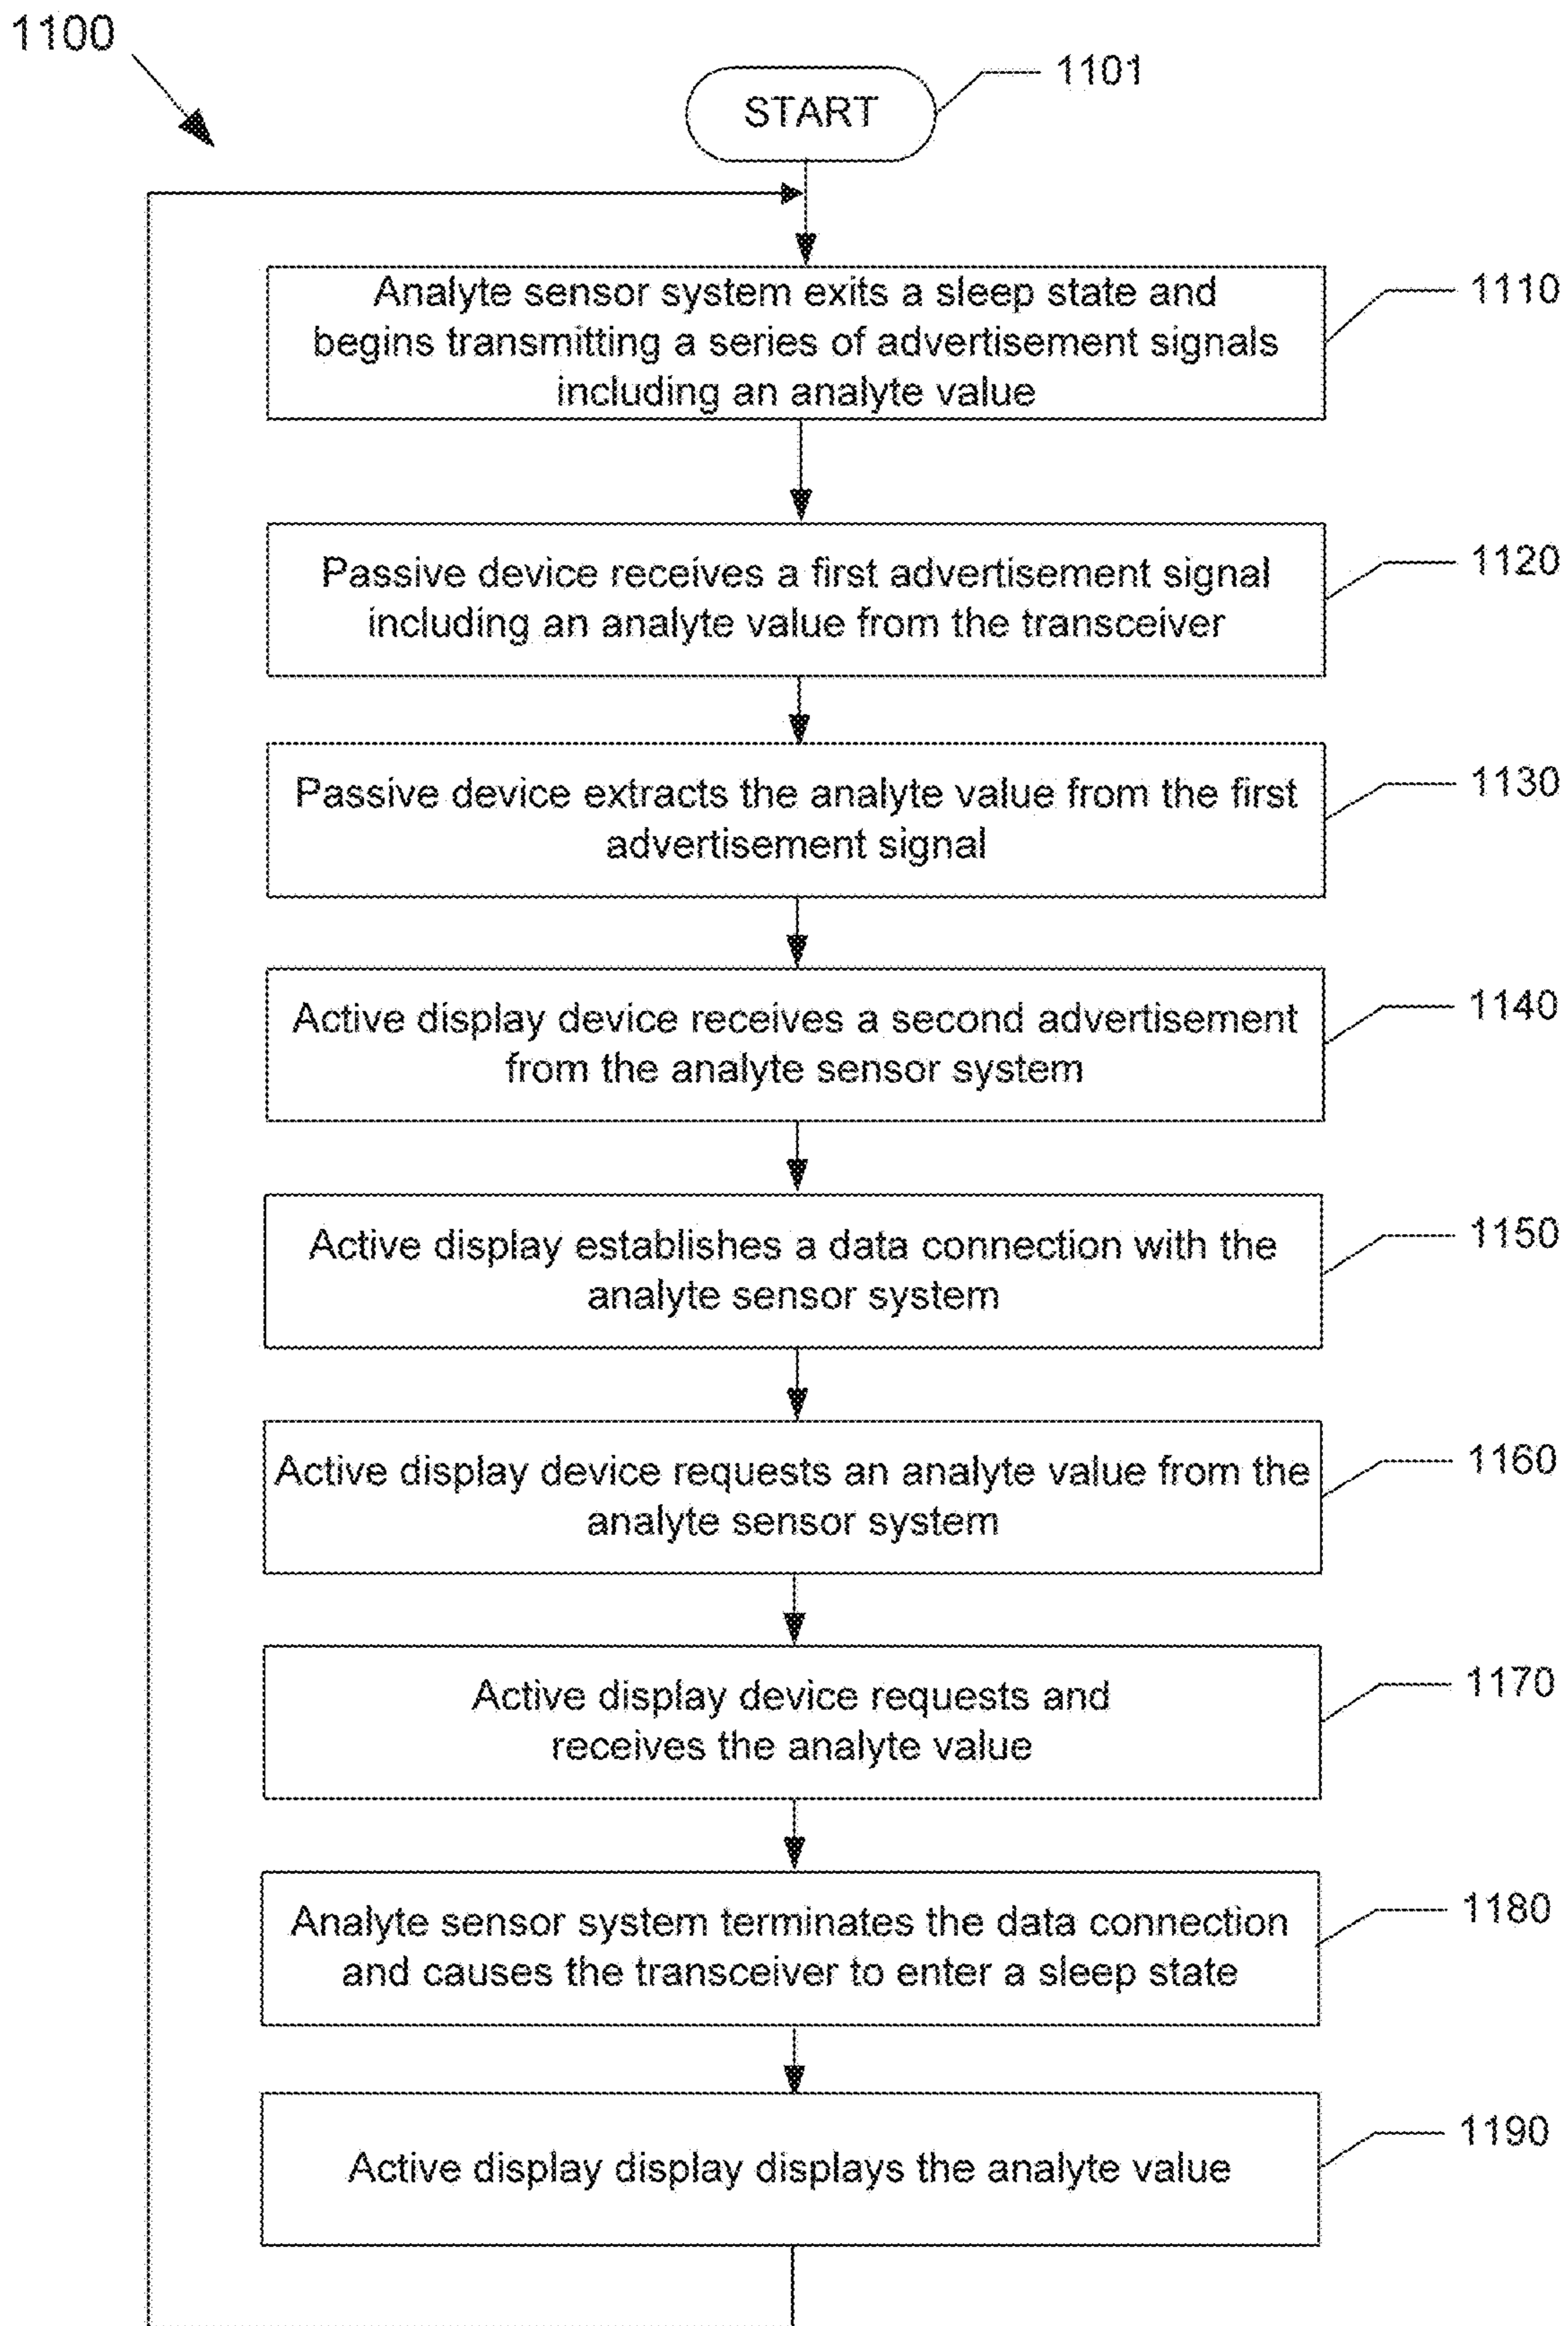 1100
1101
START
Analyte sensor system exits a sleep state and
begins transmitting a series of advertisement signals
including an analyte value
1110
Passive device receives a first advertisement signal
including an analyte value from the transceiver
1120
Passive device extracts the analyte value from the first
advertisement signal
1130
Active display device receives a second advertisement
from the analyte sensor system
1140
Active display establishes a data connection with the
analyte sensor system
1150
Active display device requests an analyte value from the
analyte sensor system
1160
Active display device requests and
receives the analyte value
1170
Analyte sensor system terminates the data connection
and causes the transceiver to enter a sleep state
1180
Active display display displays the analyte value
1190